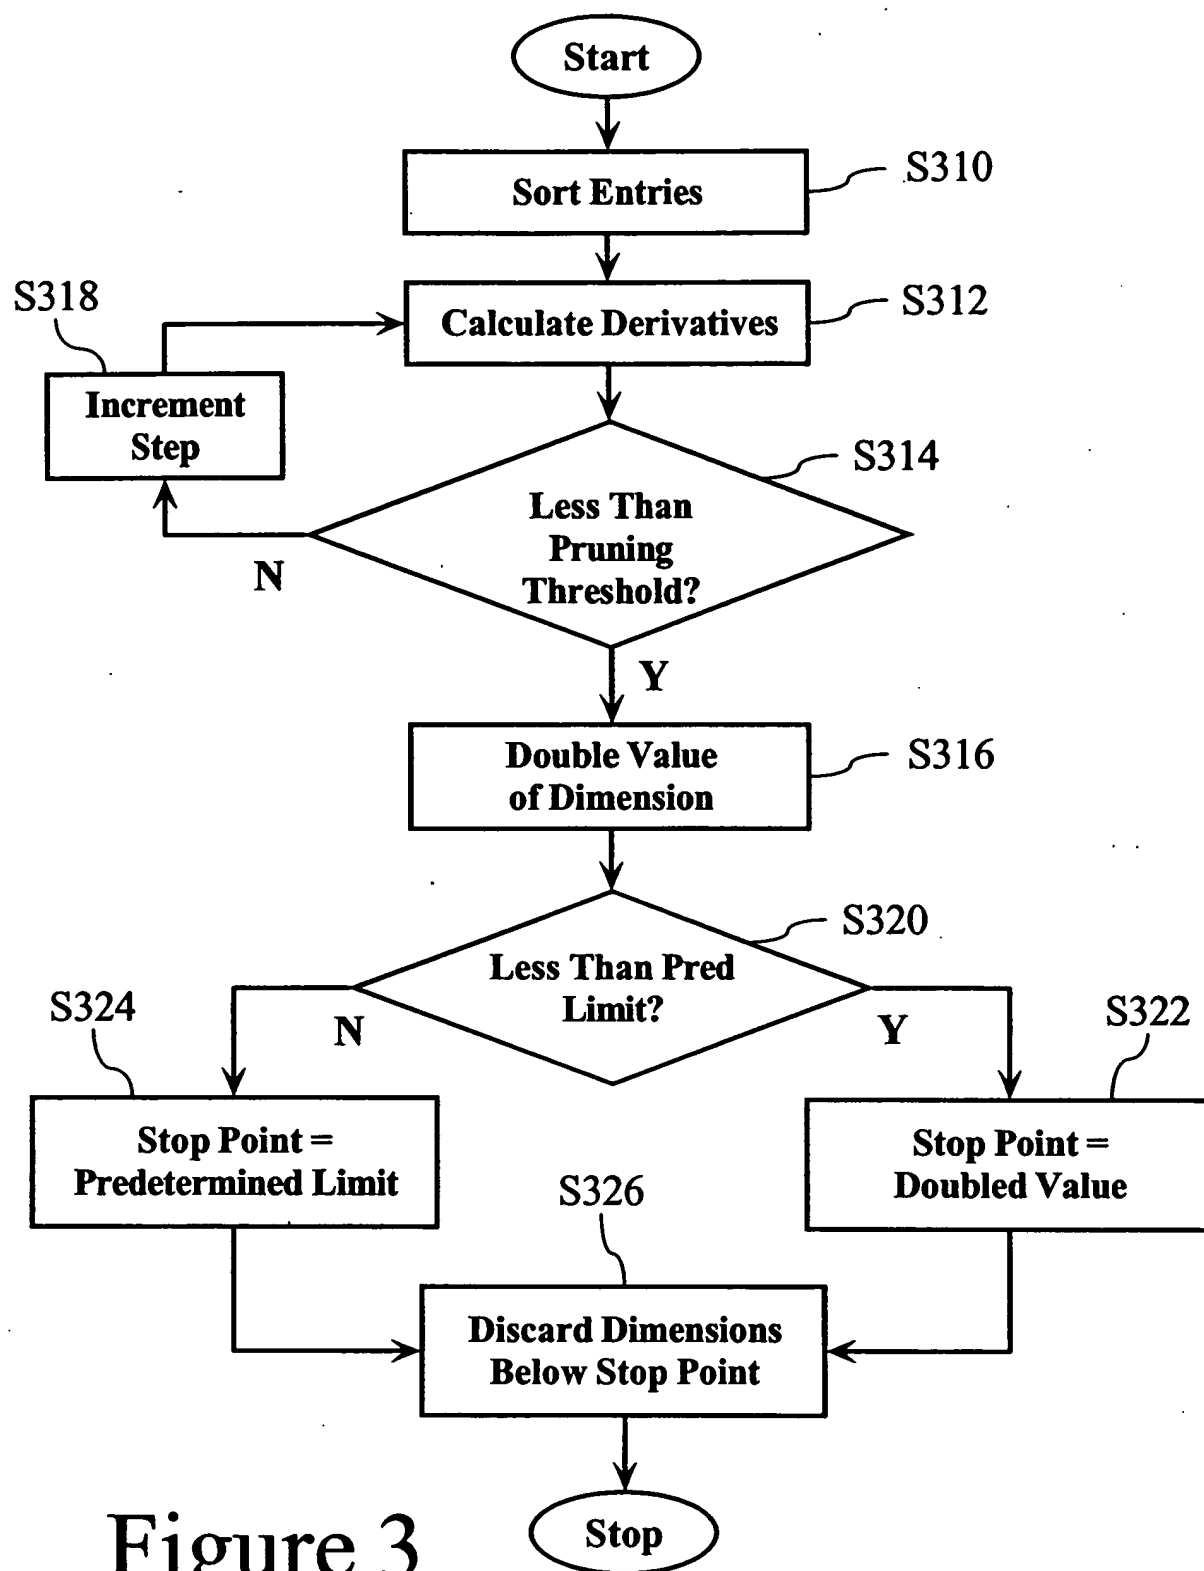 Start
Sort Entries
S310
Calculate Derivatives
S312
S318
Increment
Step
S314
Less Than
Pruning
Threshold?
N
Y
Double Value
of Dimension
S316
S320
Less Than Pred
Limit?
N
Y
S324
S322
Stop Point =
Predetermined Limit
Stop Point =
Doubled Value
S326
Discard Dimensions
Below Stop Point
Stop
Figure 3